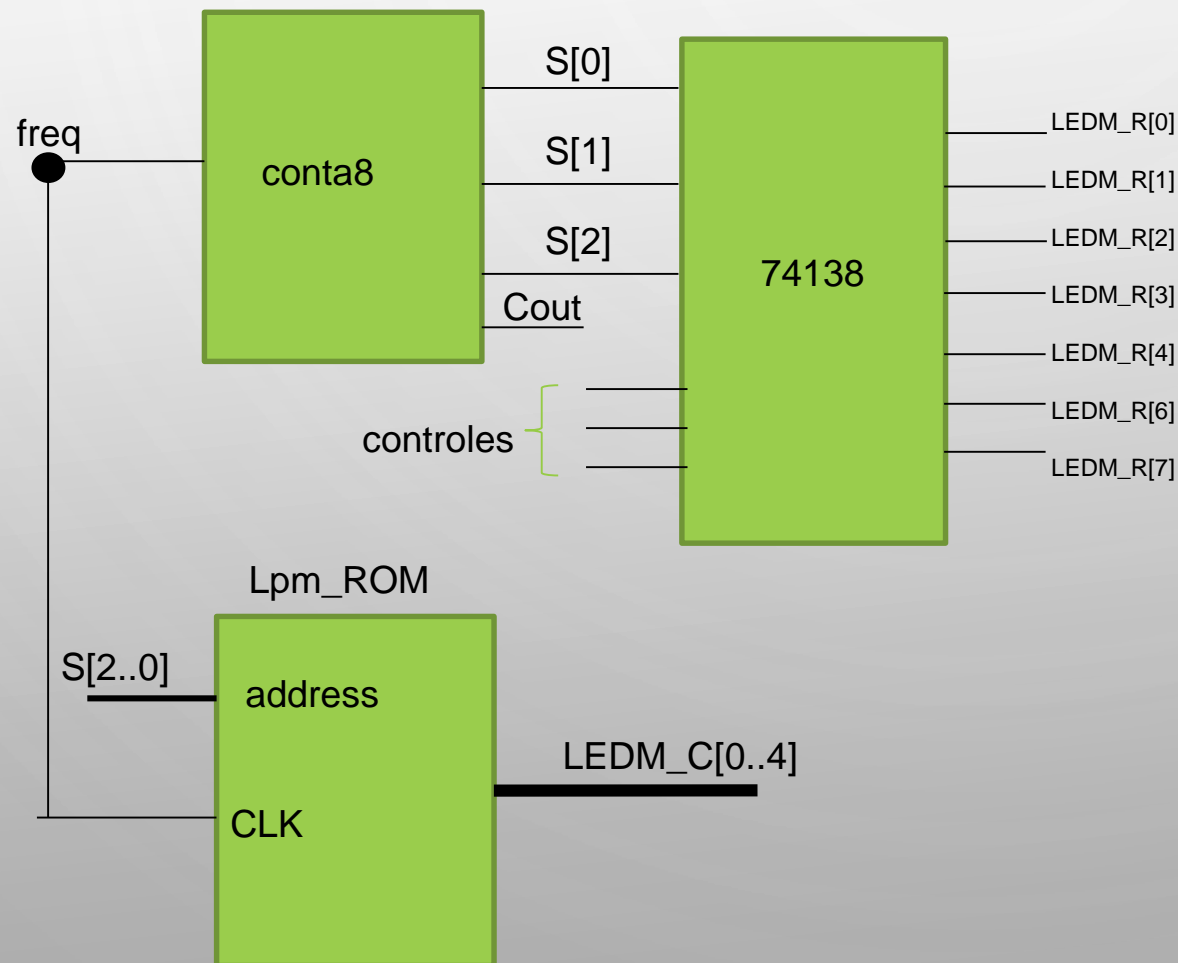 freq
conta8
S[0]
S[1]
S[2]
Cout
controles
74138
LEDM_R[0]
LEDM_R[1]
LEDM_R[2]
LEDM_R[3]
LEDM_R[4]
LEDM_R[6]
LEDM_R[7]
Lpm_ROM
S[2..0]
address
CLK
LEDM_C[0..4]